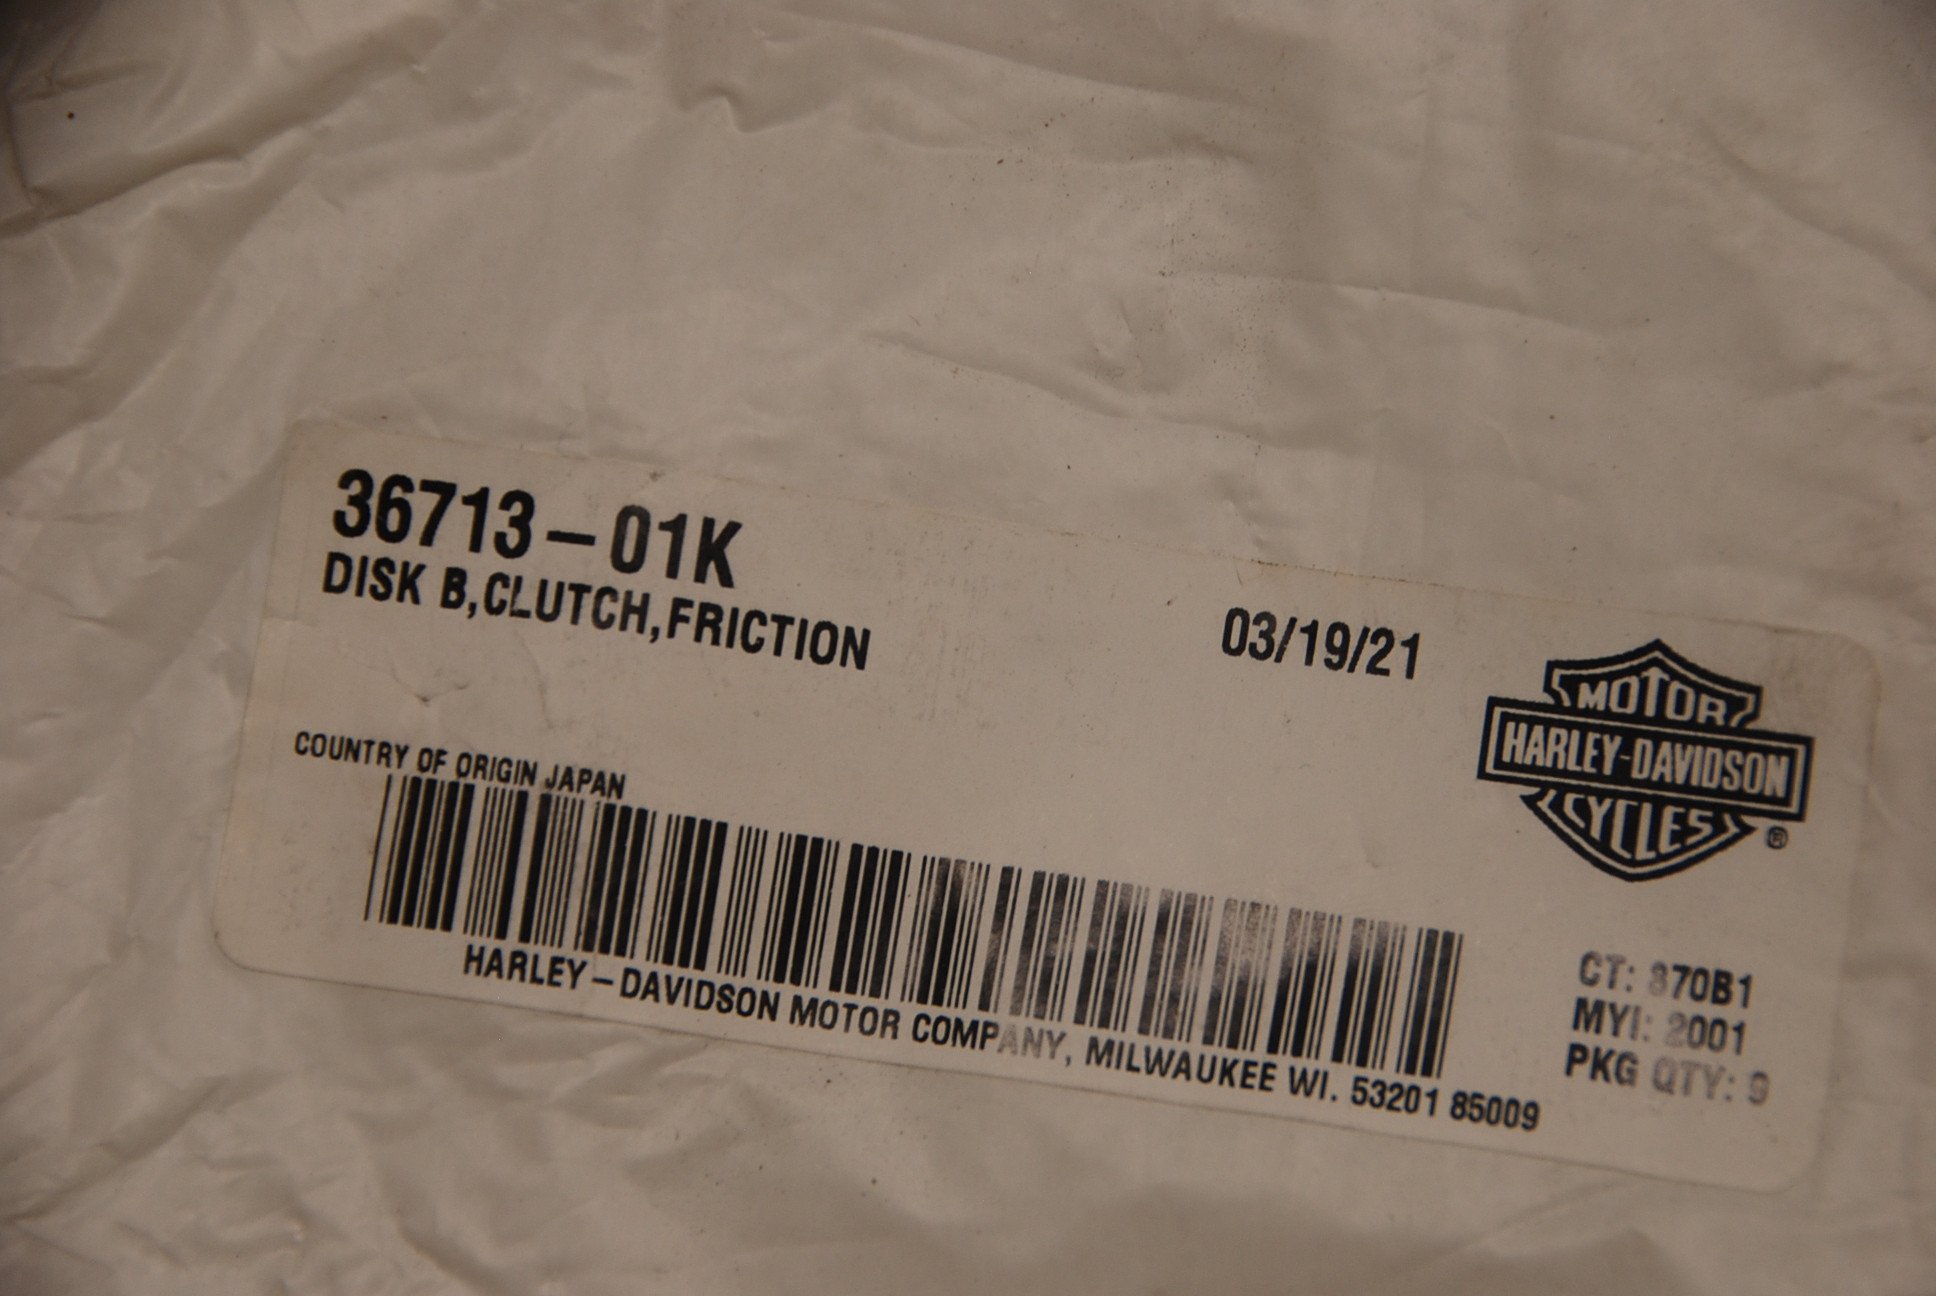 36713-01K
DISK B,CLUTCH,FRICTION
03/19/21
MOTOR
HARLEY-DAVIDSON
CYCLES
®
COUNTRY OF ORIGIN JAPAN
HARLEY-DAVIDSON MOTOR COMPANY, MILWAUKEE WI. 53201 85009
CT: 870B1
MYI: 2001
PKG QTY: 9